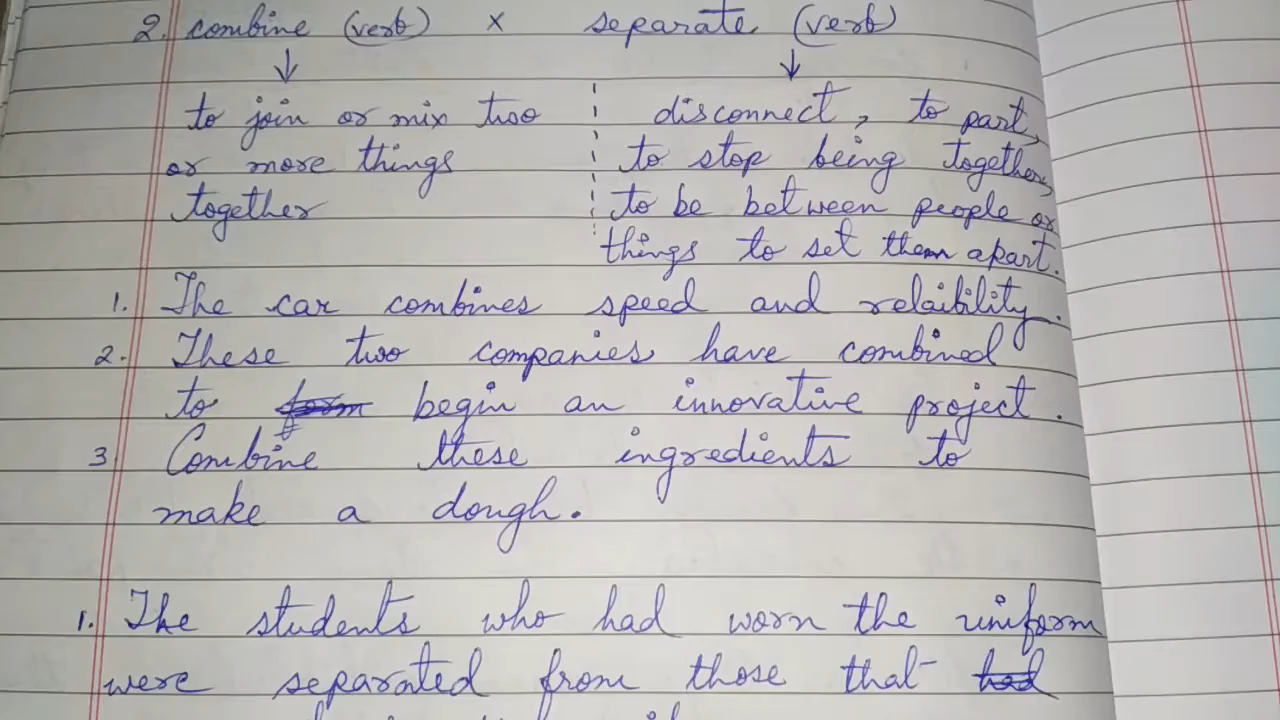 2. combine (verb) x separate (verb)
↓ ↓
to join or mix two
or more things
together
disconnect, to part,
to stop being together,
to be between people or
things to set them apart.
1. The car combines speed and relaibility.
2. These two companies have combined
to form begin an innovative project.
3 Combine these ingredients to
make a dough.
1. The students who had worn the uniform
were separated from those that had